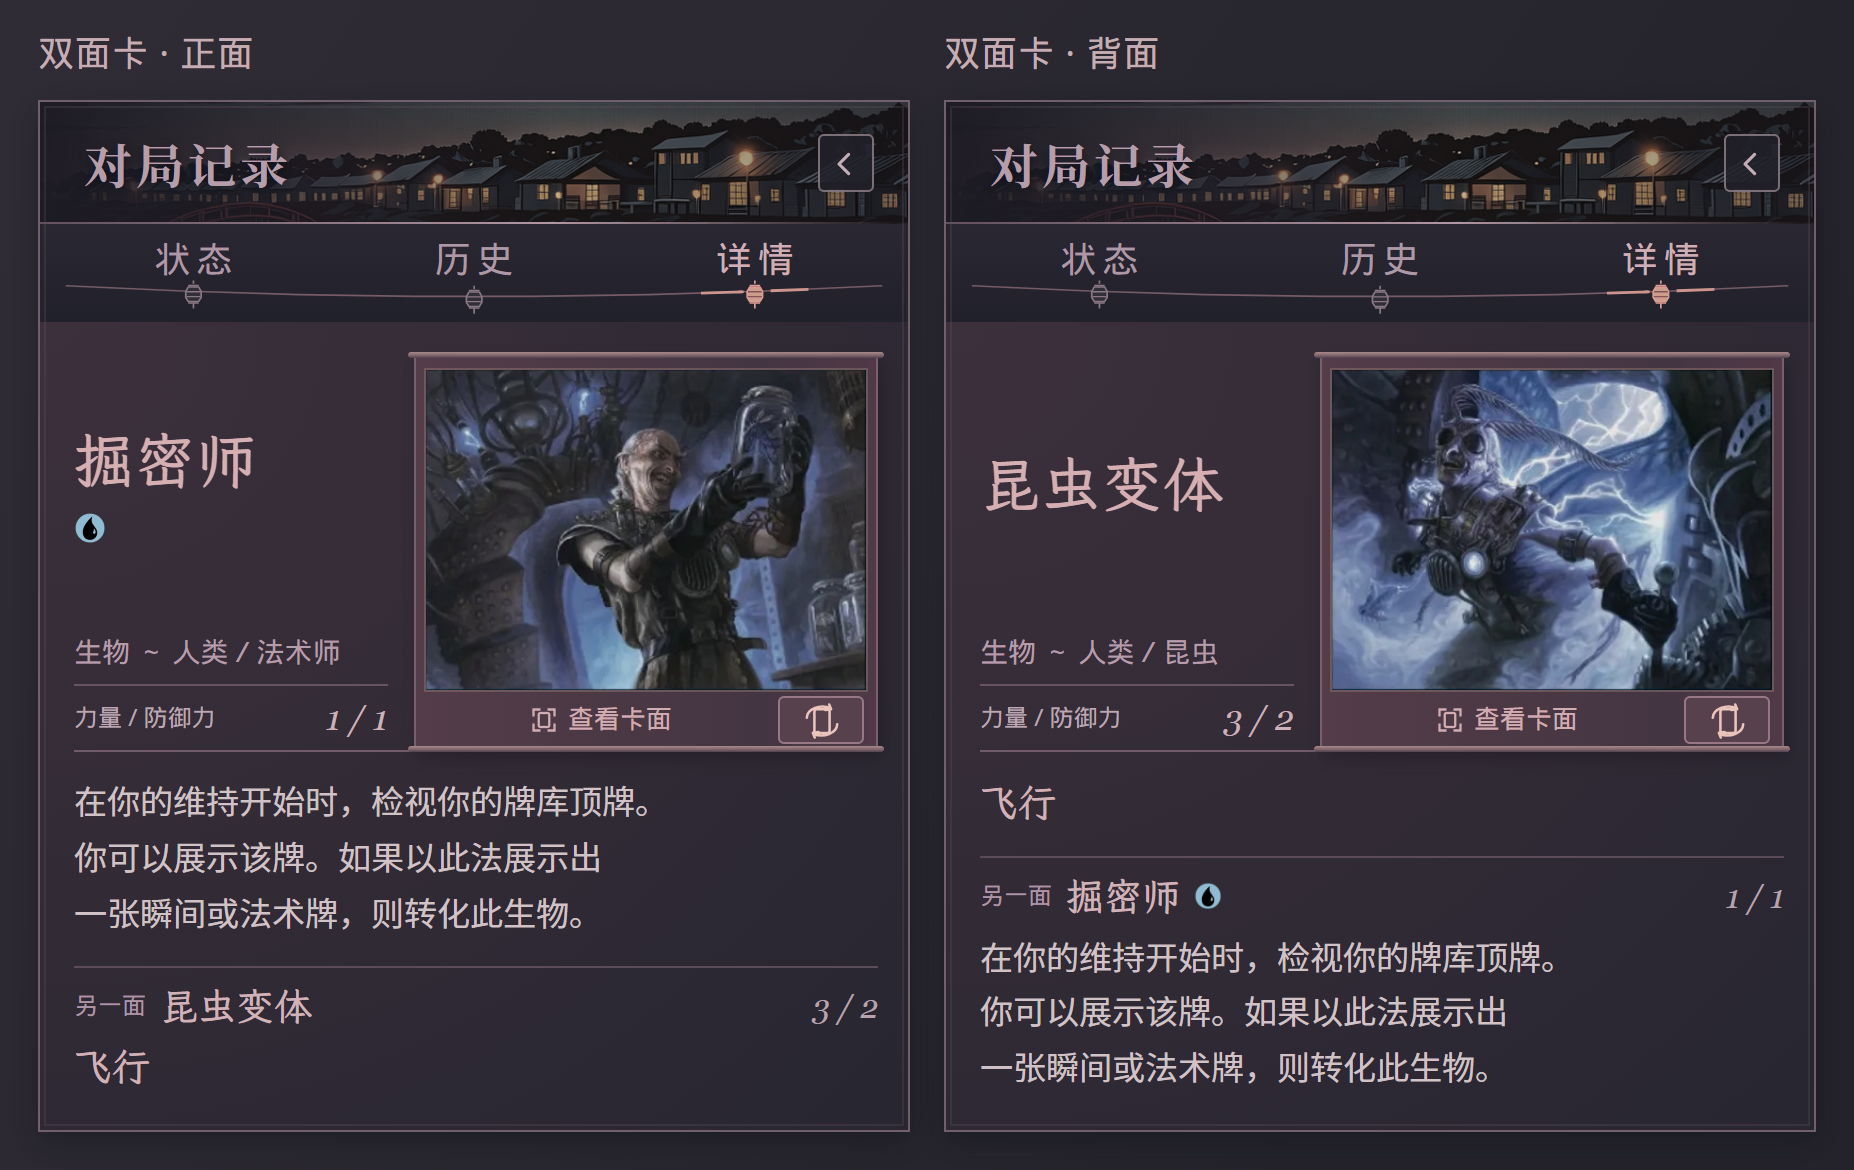 双面卡 · 正面
对局记录
状态
历史
详情
掘密师
生物 ~ 人类 / 法术师
力量 / 防御力
1 / 1
查看卡面
在你的维持开始时，检视你的牌库顶牌。
你可以展示该牌。如果以此法展示出
一张瞬间或法术牌，则转化此生物。
另一面 昆虫变体
3 / 2
飞行
双面卡 · 背面
对局记录
状态
历史
详情
昆虫变体
生物 ~ 人类 / 昆虫
力量 / 防御力
3 / 2
查看卡面
飞行
另一面 掘密师
1 / 1
在你的维持开始时，检视你的牌库顶牌。
你可以展示该牌。如果以此法展示出
一张瞬间或法术牌，则转化此生物。